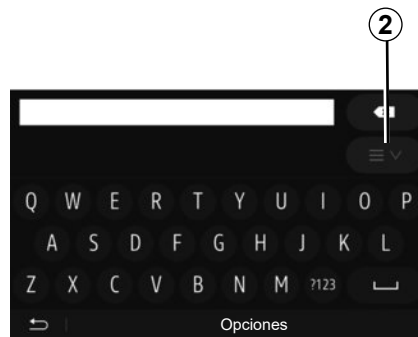 2
Q W E R T Y U I O P
A S D F G H J K L
Z X C V B N M ?123
Opciones